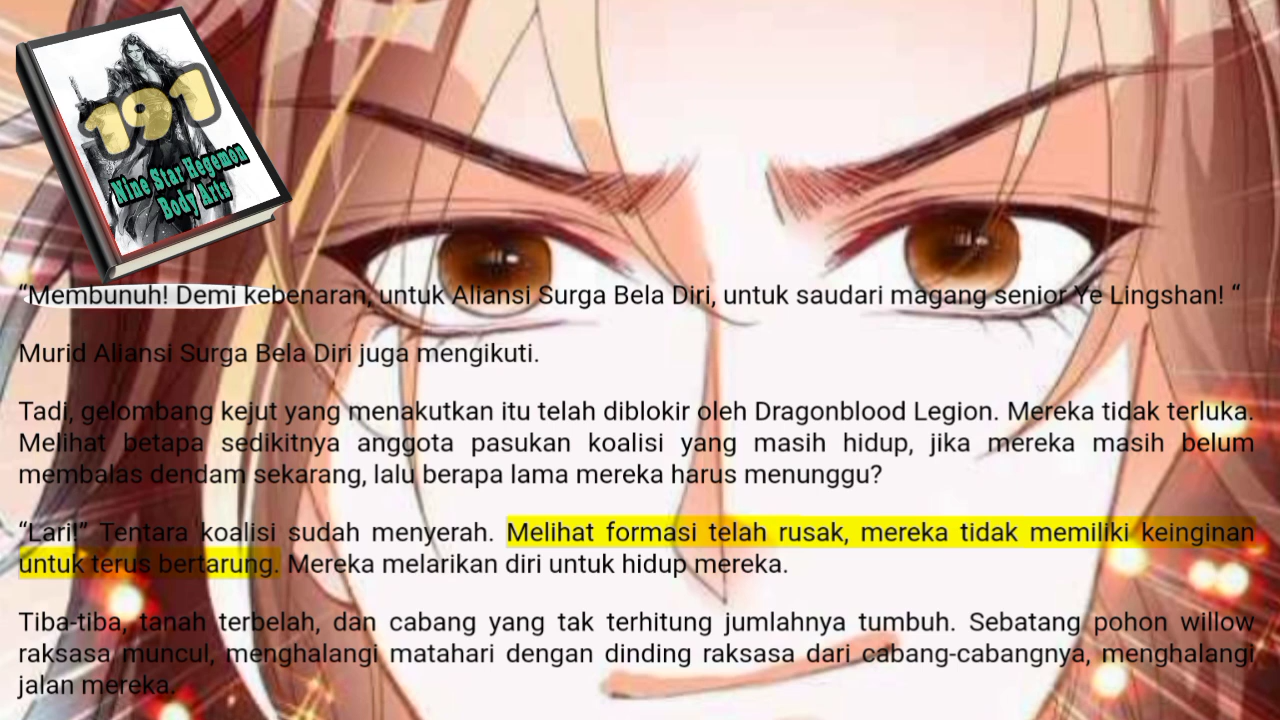 191
Nine Star Hegemon
Body Arts
“Membunuh! Demi kebenaran, untuk Aliansi Surga Bela Diri, untuk saudari magang senior Ye Lingshan! “
Murid Aliansi Surga Bela Diri juga mengikuti.
Tadi, gelombang kejut yang menakutkan itu telah diblokir oleh Dragonblood Legion. Mereka tidak terluka.
Melihat betapa sedikitnya anggota pasukan koalisi yang masih hidup, jika mereka masih belum
membalas dendam sekarang, lalu berapa lama mereka harus menunggu?
“Lari!” Tentara koalisi sudah menyerah. Melihat formasi telah rusak, mereka tidak memiliki keinginan
untuk terus bertarung. Mereka melarikan diri untuk hidup mereka.
Tiba-tiba, tanah terbelah, dan cabang yang tak terhitung jumlahnya tumbuh. Sebatang pohon willow
raksasa muncul, menghalangi matahari dengan dinding raksasa dari cabang-cabangnya, menghalangi
jalan mereka.